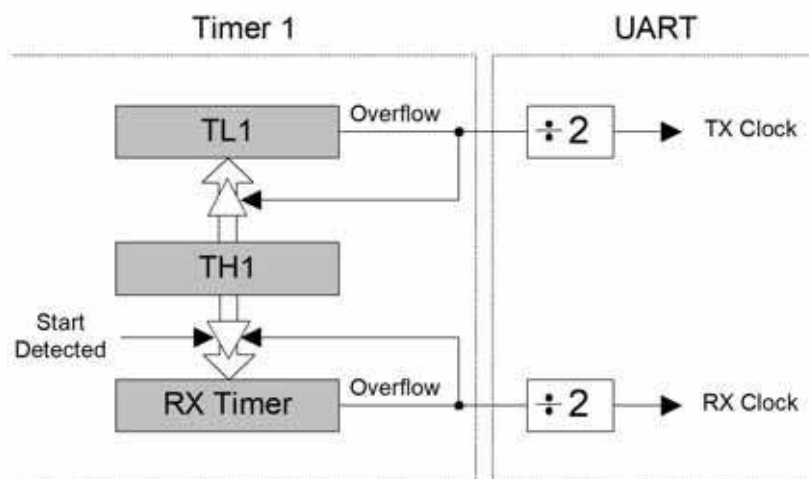 Timer 1
UART
TL1
Overflow
÷2
TX Clock
TH1
Start
Detected
RX Timer
Overflow
÷2
RX Clock